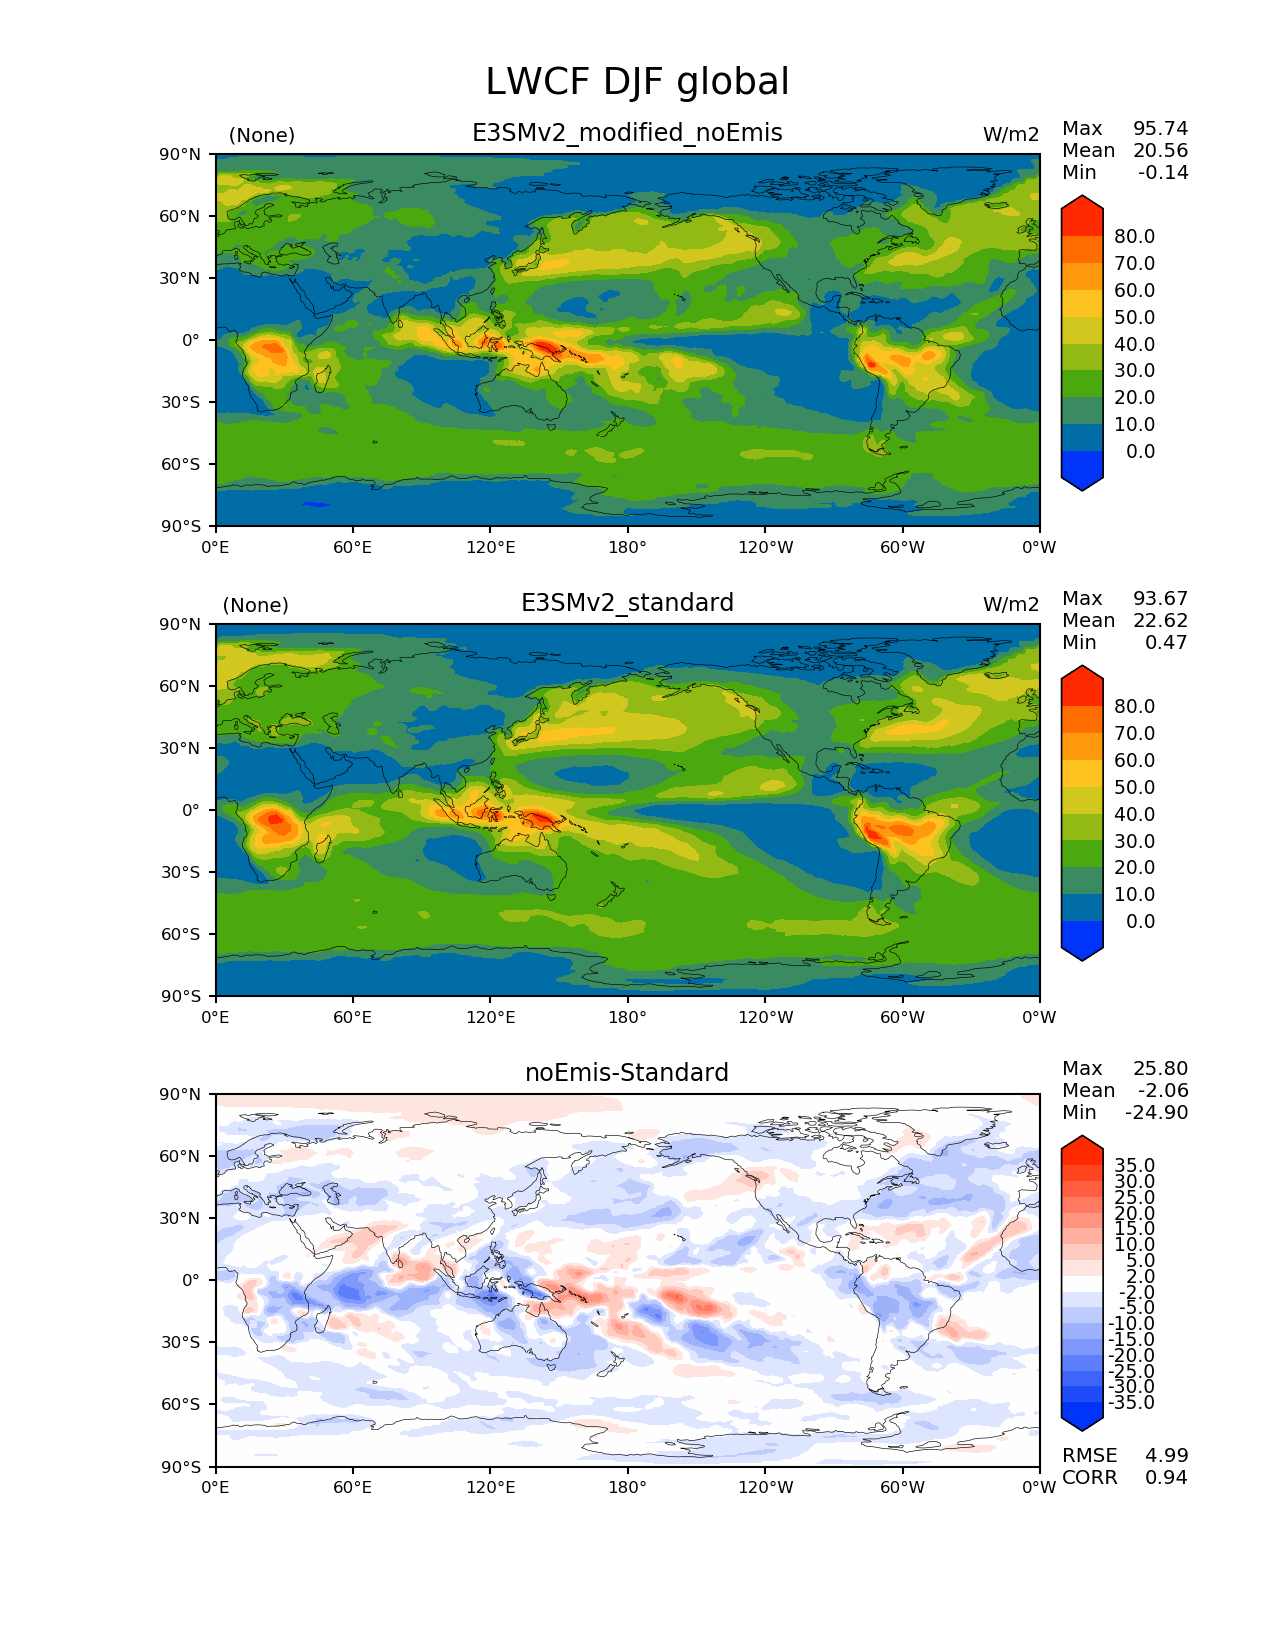 LWCF DJF global
(None) E3SMv2_modified_noEmis W/m2
Max 95.74
Mean 20.56
Min -0.14
90°N
60°N
30°N
0°
30°S
60°S
90°S
0°E 60°E 120°E 180° 120°W 60°W 0°W
80.0
70.0
60.0
50.0
40.0
30.0
20.0
10.0
0.0
(None) E3SMv2_standard W/m2
Max 93.67
Mean 22.62
Min 0.47
90°N
60°N
30°N
0°
30°S
60°S
90°S
0°E 60°E 120°E 180° 120°W 60°W 0°W
80.0
70.0
60.0
50.0
40.0
30.0
20.0
10.0
0.0
noEmis-Standard
Max 25.80
Mean -2.06
Min -24.90
90°N
60°N
30°N
0°
30°S
60°S
90°S
0°E 60°E 120°E 180° 120°W 60°W 0°W
35.0
30.0
25.0
20.0
15.0
10.0
5.0
2.0
-2.0
-5.0
-10.0
-15.0
-20.0
-25.0
-30.0
-35.0
RMSE 4.99
CORR 0.94